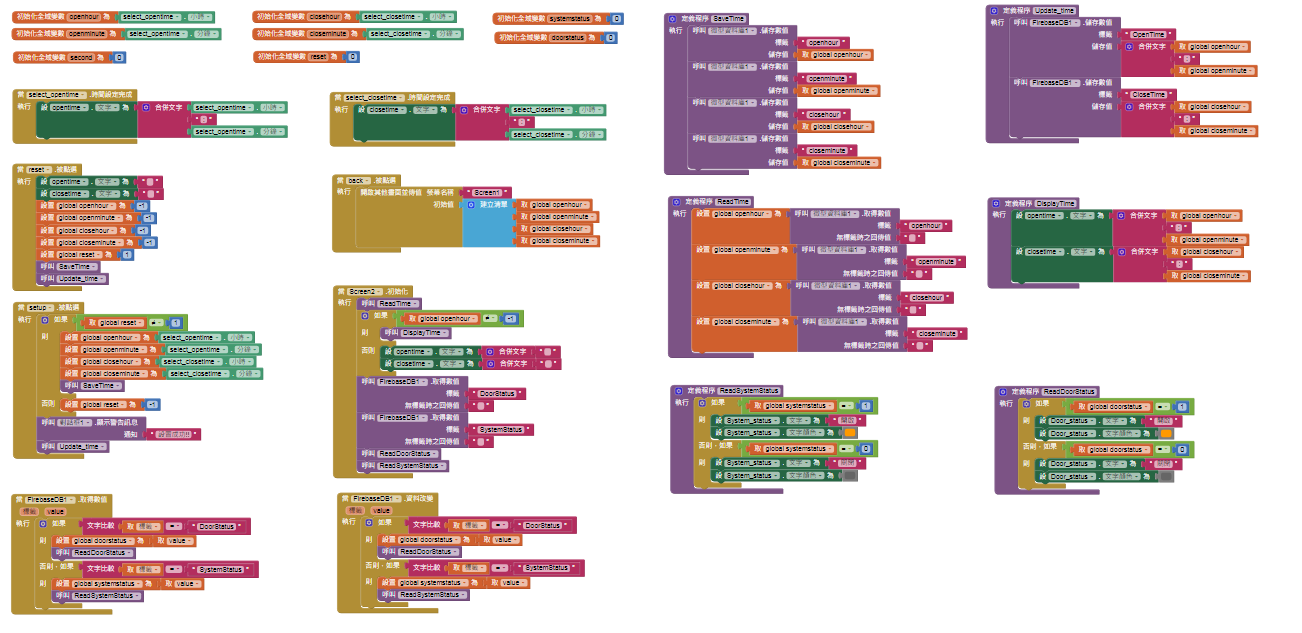 初始化全域變數 openhour 為 select_opentime . 小時
初始化全域變數 openminute 為 select_opentime . 分鐘
初始化全域變數 second 為 0
初始化全域變數 closehour 為 select_closetime . 小時
初始化全域變數 closeminute 為 select_closetime . 分鐘
初始化全域變數 reset 為 0
初始化全域變數 systemstatus 為 0
初始化全域變數 doorstatus 為 0
當 select_opentime .時間設定完成
執行 設 opentime . 文字 為 合併文字 select_opentime . 小時
" : "
select_opentime . 分鐘
當 select_closetime .時間設定完成
執行 設 closetime . 文字 為 合併文字 select_closetime . 小時
" : "
select_closetime . 分鐘
當 reset .被點選
執行 設 opentime . 文字 為 " "
設 closetime . 文字 為 " "
設置 global openhour 為 -1
設置 global openminute 為 -1
設置 global closehour 為 -1
設置 global closeminute 為 -1
設置 global reset 為 1
呼叫 SaveTime
呼叫 Update_time
當 back .被點選
執行 開啟其他畫面並傳值 螢幕名稱 " Screen1 "
初始值 建立清單 取 global openhour
取 global openminute
取 global closehour
取 global closeminute
當 setup .被點選
執行 如果 取 global reset ≠ 1
則 設置 global openhour 為 select_opentime . 小時
設置 global openminute 為 select_opentime . 分鐘
設置 global closehour 為 select_closetime . 小時
設置 global closeminute 為 select_closetime . 分鐘
呼叫 SaveTime
否則 設置 global reset 為 -1
呼叫 對話框1 .顯示警告訊息
通知
呼叫 Update_time
當 Screen2 .初始化
執行 呼叫 ReadTime
如果 取 global openhour ≠ -1
則 呼叫 DisplayTime
否則 設 opentime . 文字 為 合併文字 " "
設 closetime . 文字 為 合併文字 " "
呼叫 FirebaseDB1 .取得數值
標籤 " DoorStatus "
無標籤時之回傳值 " "
呼叫 FirebaseDB1 .取得數值
標籤 " SystemStatus "
無標籤時之回傳值 " "
呼叫 ReadDoorStatus
呼叫 ReadSystemStatus
當 FirebaseDB1 .取得數值
標籤 value
執行 如果 文字比較 取 標籤 = " DoorStatus "
則 設置 global doorstatus 為 取 value
呼叫 ReadDoorStatus
否則，如果 文字比較 取 標籤 = " SystemStatus "
則 設置 global systemstatus 為 取 value
呼叫 ReadSystemStatus
當 FirebaseDB1 .資料改變
標籤 value
執行 如果 文字比較 取 標籤 = " DoorStatus "
則 設置 global doorstatus 為 取 value
呼叫 ReadDoorStatus
否則，如果 文字比較 取 標籤 = " SystemStatus "
則 設置 global systemstatus 為 取 value
呼叫 ReadSystemStatus
定義程序 SaveTime
執行 呼叫 微型資料庫1 .儲存數值
標籤 " openhour "
儲存值 取 global openhour
呼叫 微型資料庫1 .儲存數值
標籤 " openminute "
儲存值 取 global openminute
呼叫 微型資料庫1 .儲存數值
標籤 " closehour "
儲存值 取 global closehour
呼叫 微型資料庫1 .儲存數值
標籤 " closeminute "
儲存值 取 global closeminute
定義程序 Update_time
執行 呼叫 FirebaseDB1 .儲存數值
標籤 " OpenTime "
儲存值 合併文字 取 global openhour
" : "
取 global openminute
呼叫 FirebaseDB1 .儲存數值
標籤 " CloseTime "
儲存值 合併文字 取 global closehour
" : "
取 global closeminute
定義程序 ReadTime
執行 設置 global openhour 為 呼叫 微型資料庫1 .取得數值
標籤 " openhour "
無標籤時之回傳值 " "
設置 global openminute 為 呼叫 微型資料庫1 .取得數值
標籤 " openminute "
無標籤時之回傳值 " "
設置 global closehour 為 呼叫 微型資料庫1 .取得數值
標籤 " closehour "
無標籤時之回傳值 " "
設置 global closeminute 為 呼叫 微型資料庫1 .取得數值
標籤 " closeminute "
無標籤時之回傳值 " "
定義程序 DisplayTime
執行 設 opentime . 文字 為 合併文字 取 global openhour
" : "
取 global openminute
設 closetime . 文字 為 合併文字 取 global closehour
" : "
取 global closeminute
定義程序 ReadSystemStatus
執行 如果 取 global systemstatus = 1
則 設 System_status . 文字 為 " 開啟 "
設 System_status . 文字顏色 為
否則，如果 取 global systemstatus = 0
則 設 System_status . 文字 為 " 關閉 "
設 System_status . 文字顏色 為
定義程序 ReadDoorStatus
執行 如果 取 global doorstatus = 1
則 設 Door_status . 文字 為 " 開啟 "
設 Door_status . 文字顏色 為
否則，如果 取 global doorstatus = 0
則 設 Door_status . 文字 為 " 關閉 "
設 Door_status . 文字顏色 為